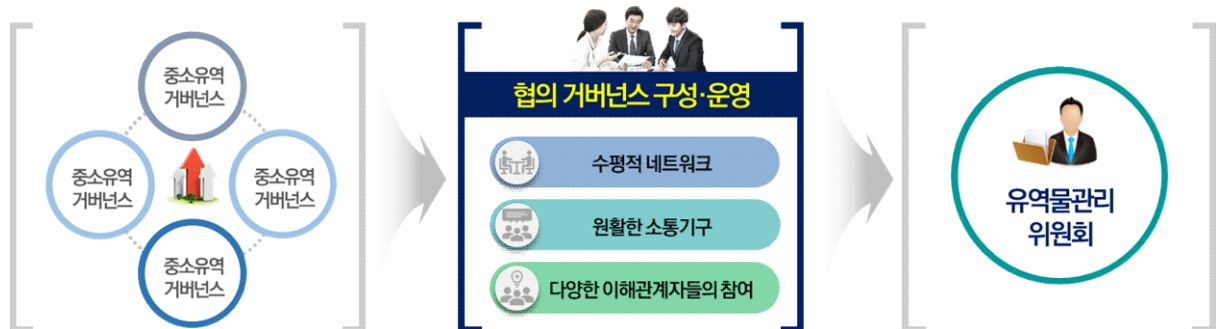 중소유역
거버넌스
중소유역
거버넌스
중소유역
거버넌스
중소유역
거버넌스
협의 거버넌스 구성·운영
수평적 네트워크
원활한 소통기구
다양한 이해관계자들의 참여
유역물관리
위원회